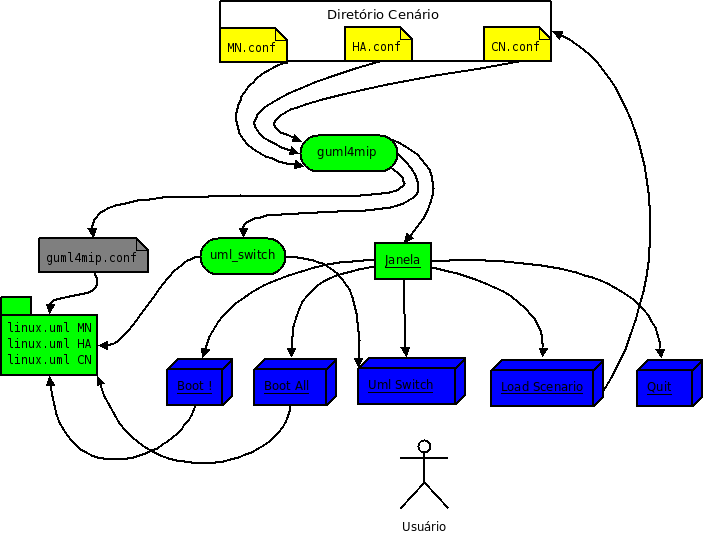 Diretório Cenário
MN.conf
HA.conf
CN.conf
guml4mip
guml4mip.conf
uml_switch
Janela
linux.uml MN
linux.uml HA
linux.uml CN
Boot !
Boot All
Uml Switch
Load Scenario
Quit
Usuário